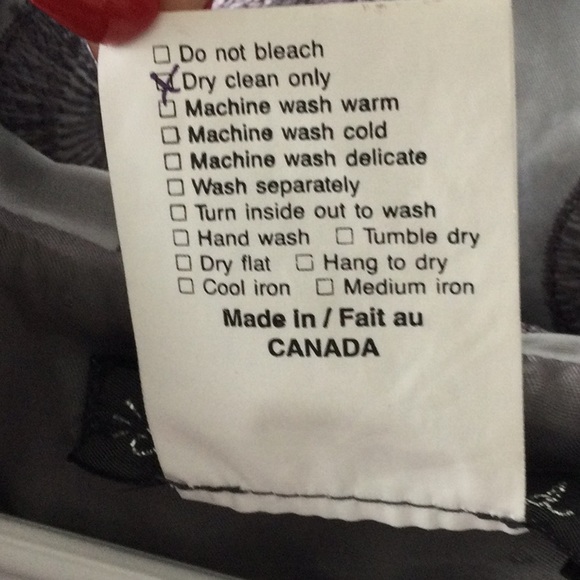 Do not bleach
Dry clean only
Machine wash warm
Machine wash cold
Machine wash delicate
Wash separately
Turn inside out to wash
Hand wash Tumble dry
Dry flat Hang to dry
Cool iron Medium iron
Made in / Fait au
CANADA